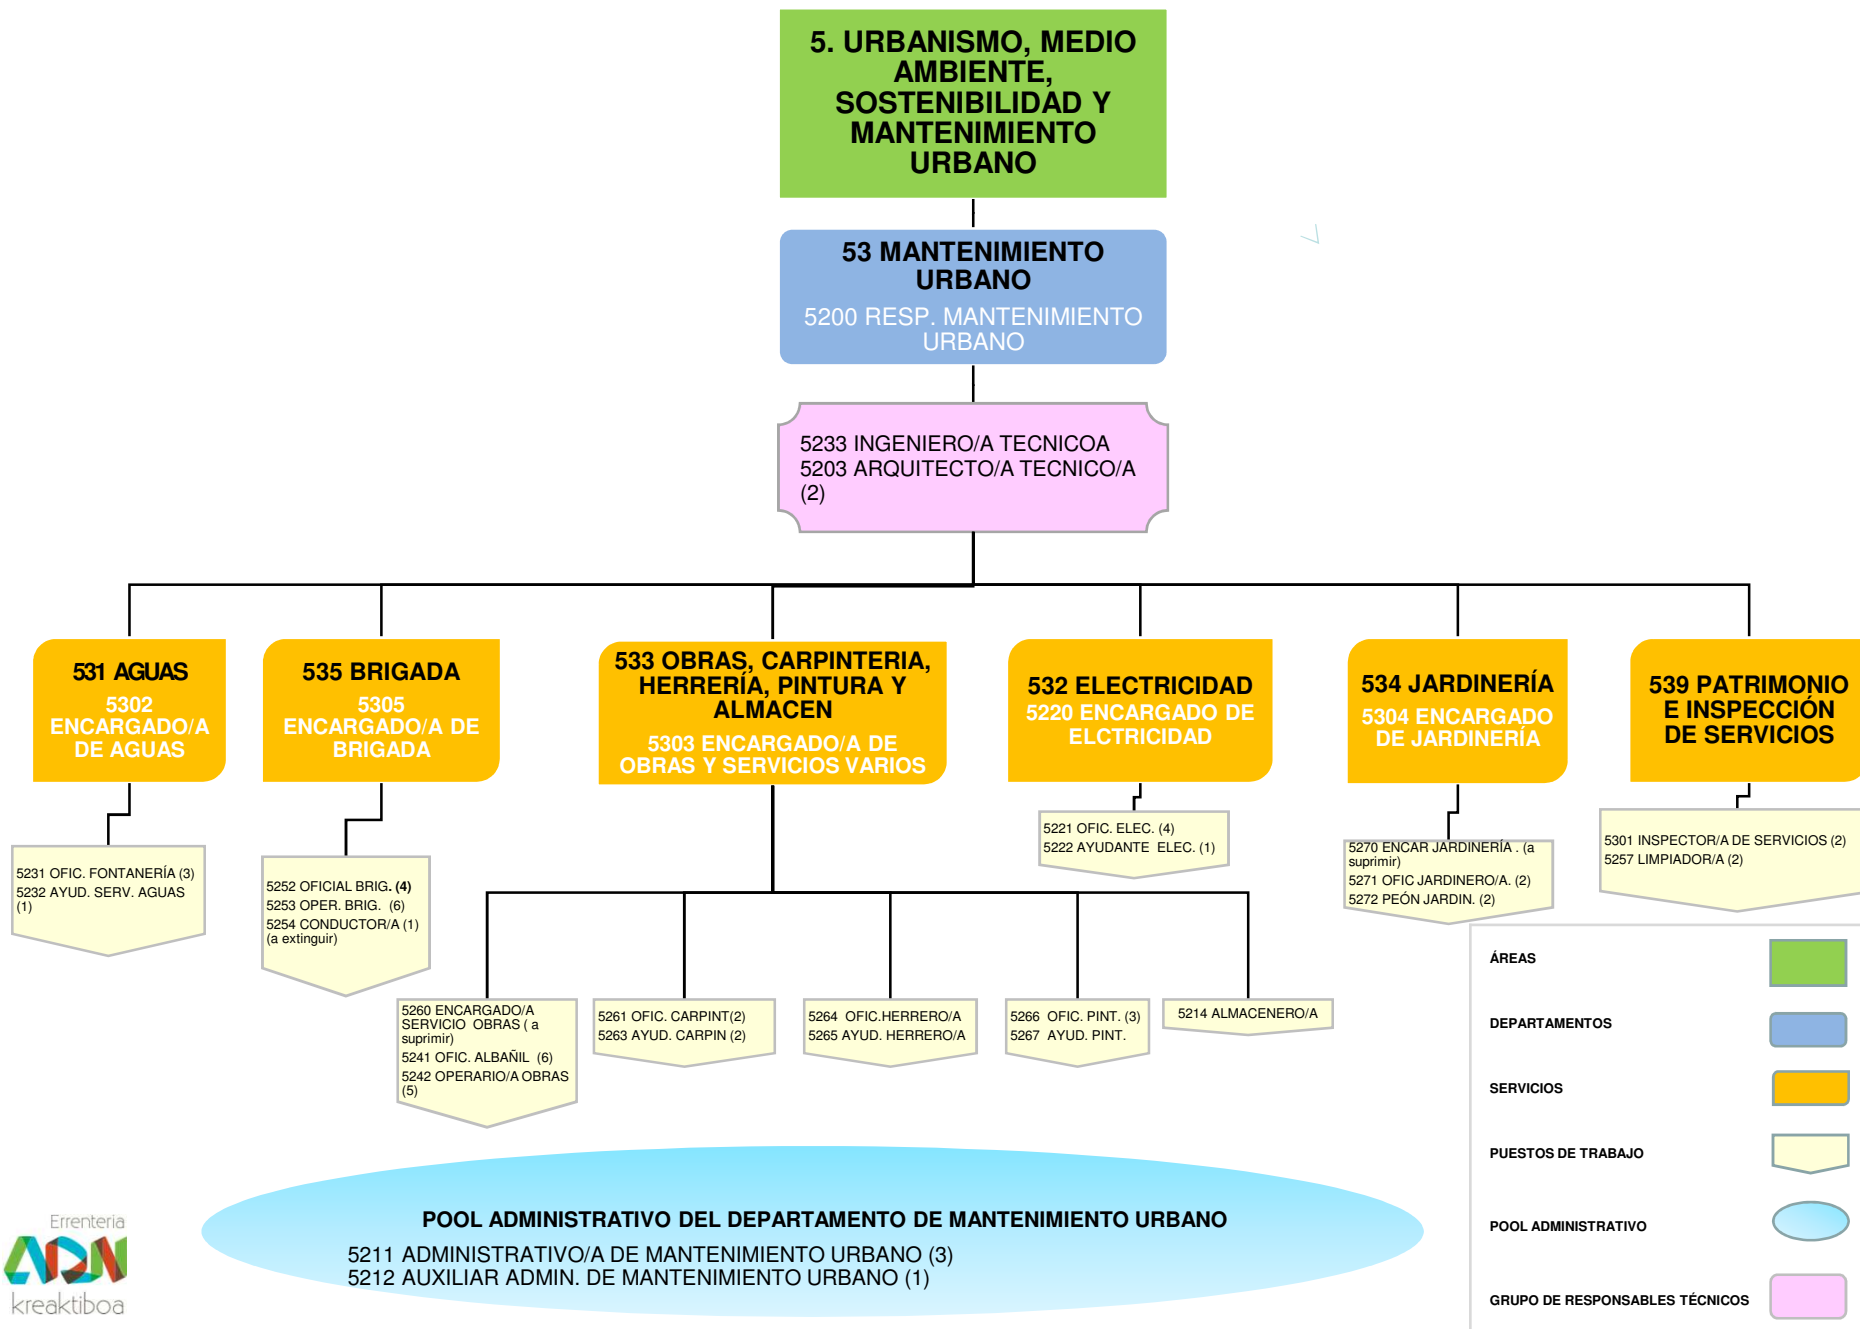 5. URBANISMO, MEDIO
AMBIENTE,
SOSTENIBILIDAD Y
MANTENIMIENTO
URBANO
53 MANTENIMIENTO
URBANO
5200 RESP. MANTENIMIENTO
URBANO
5233 INGENIERO/A TECNICOA
5203 ARQUITECTO/A TECNICO/A
(2)
531 AGUAS
5302
ENCARGADO/A
DE AGUAS
535 BRIGADA
5305
ENCARGADO/A DE
BRIGADA
533 OBRAS, CARPINTERIA,
HERRERÍA, PINTURA Y
ALMACEN
5303 ENCARGADO/A DE
OBRAS Y SERVICIOS VARIOS
532 ELECTRICIDAD
5220 ENCARGADO DE
ELCTRICIDAD
534 JARDINERÍA
5304 ENCARGADO
DE JARDINERÍA
539 PATRIMONIO
E INSPECCIÓN
DE SERVICIOS
5231 OFIC. FONTANERÍA (3)
5232 AYUD. SERV. AGUAS
(1)
5252 OFICIAL BRIG. (4)
5253 OPER. BRIG. (6)
5254 CONDUCTOR/A (1)
(a extinguir)
5221 OFIC. ELEC. (4)
5222 AYUDANTE ELEC. (1)
5270 ENCAR JARDINERÍA . (a
suprimir)
5271 OFIC JARDINERO/A. (2)
5272 PEÓN JARDIN. (2)
5301 INSPECTOR/A DE SERVICIOS (2)
5257 LIMPIADOR/A (2)
5260 ENCARGADO/A
SERVICIO OBRAS ( a
suprimir)
5241 OFIC. ALBAÑIL (6)
5242 OPERARIO/A OBRAS
(5)
5261 OFIC. CARPINT(2)
5263 AYUD. CARPIN (2)
5264 OFIC.HERRERO/A
5265 AYUD. HERRERO/A
5266 OFIC. PINT. (3)
5267 AYUD. PINT.
5214 ALMACENERO/A
POOL ADMINISTRATIVO DEL DEPARTAMENTO DE MANTENIMIENTO URBANO
5211 ADMINISTRATIVO/A DE MANTENIMIENTO URBANO (3)
5212 AUXILIAR ADMIN. DE MANTENIMIENTO URBANO (1)
ÁREAS
DEPARTAMENTOS
SERVICIOS
PUESTOS DE TRABAJO
POOL ADMINISTRATIVO
GRUPO DE RESPONSABLES TÉCNICOS
Errenteria
ADN
kreaktiboa